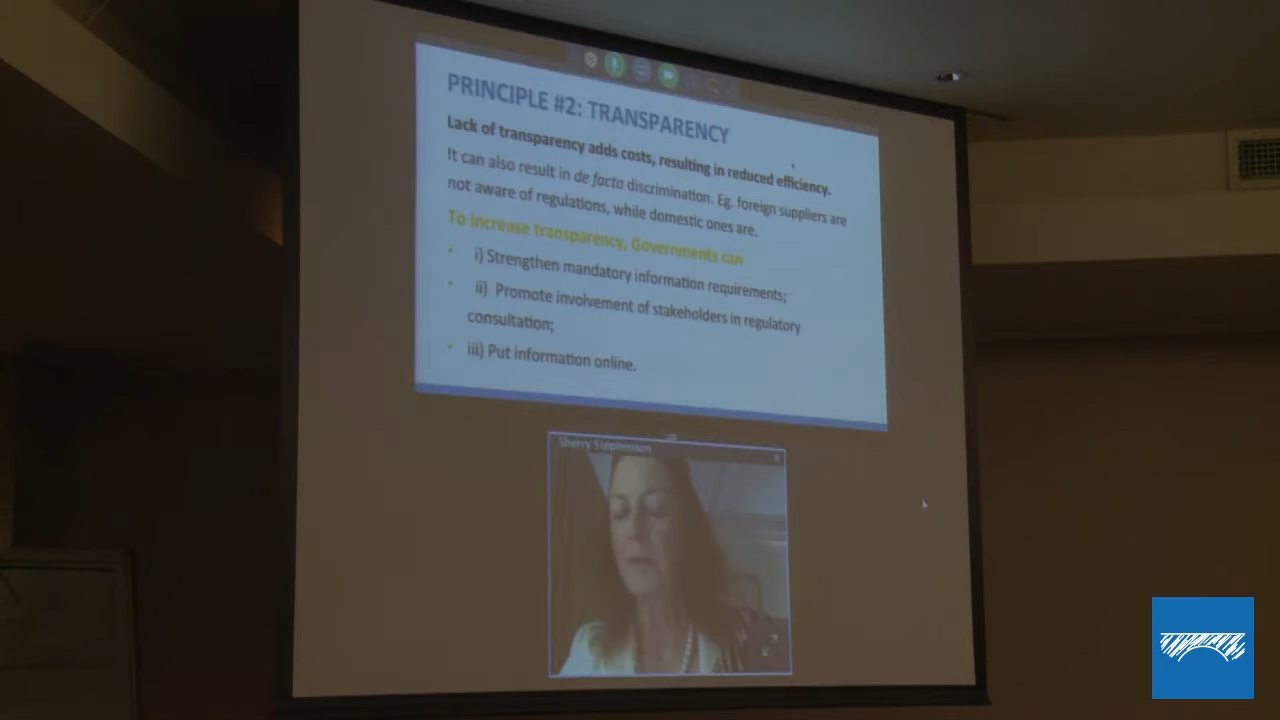 PRINCIPLE #2: TRANSPARENCY
Lack of transparency adds costs, resulting in reduced efficiency.
It can also result in de facto discrimination. Eg. foreign suppliers are
not aware of regulations, while domestic ones are.
To increase transparency, Governments can
• i) Strengthen mandatory information requirements;
• ii) Promote involvement of stakeholders in regulatory
consultation;
• iii) Put information online.
Sherry Stephenson